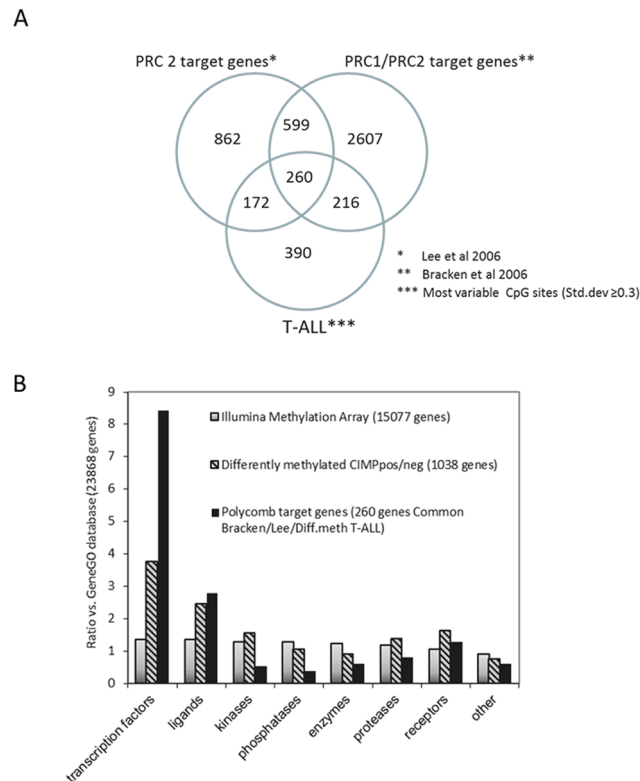 A
PRC 2 target genes*
PRC1/PRC2 target genes**
862
599
2607
260
172
216
390
* Lee et al 2006
** Bracken et al 2006
*** Most variable CpG sites (Std.dev ≥0.3)
T-ALL***
B
Ratio vs. GeneGO database (23868 genes)
9
8
7
6
5
4
3
2
1
0
Illumina Methylation Array (15077 genes)
Differently methylated CIMPpos/neg (1038 genes)
Polycomb target genes (260 genes Common
Bracken/Lee/Diff.meth T-ALL)
transcription factors
ligands
kinases
phosphatases
enzymes
proteases
receptors
other